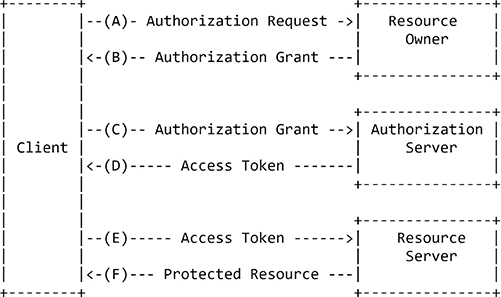 --(A)- Authorization Request ->| Resource
Owner
<-(B)-- Authorization Grant ---
--(C)-- Authorization Grant -->| Authorization
Client
Server
<-(D)----- Access Token -------
--(E)----- Access Token ------>| Resource
Server
<-(F)--- Protected Resource ---